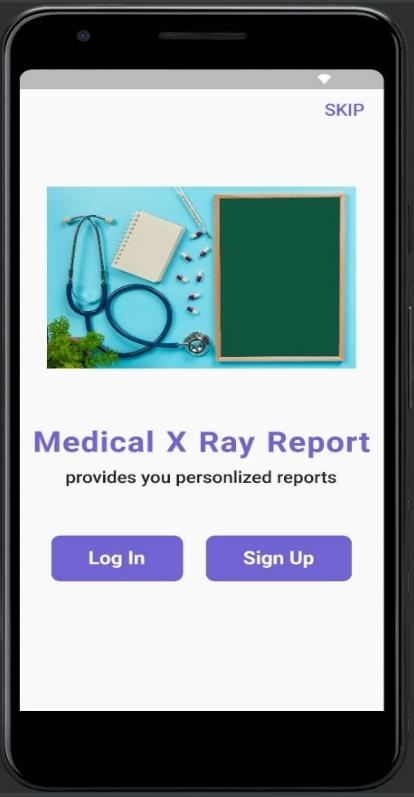 SKIP
Medical X Ray Report
provides you personlized reports
Log In
Sign Up